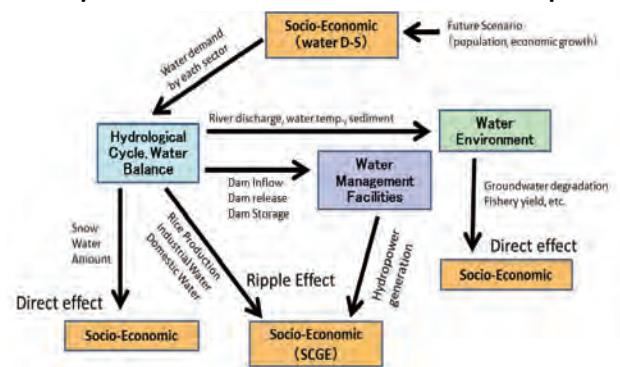 Socio-Economic
(water D-S)
Future Scenario
(population, economic growth)
Water demand
by each sector
River discharge, water temp., sediment
Hydrological
Cycle, Water
Balance
Water
Environment
Dam Inflow
Dam release
Dam Storage
Water
Management
Facilities
Groundwater degradation
Fishery yield, etc.
Snow
Water
Amount
Rice Production
Industrial Water
Domestic Water
Ripple Effect
Hydropower
generation
Direct effect
Socio-Economic
Direct effect
Socio-Economic
Socio-Economic
(SCGE)